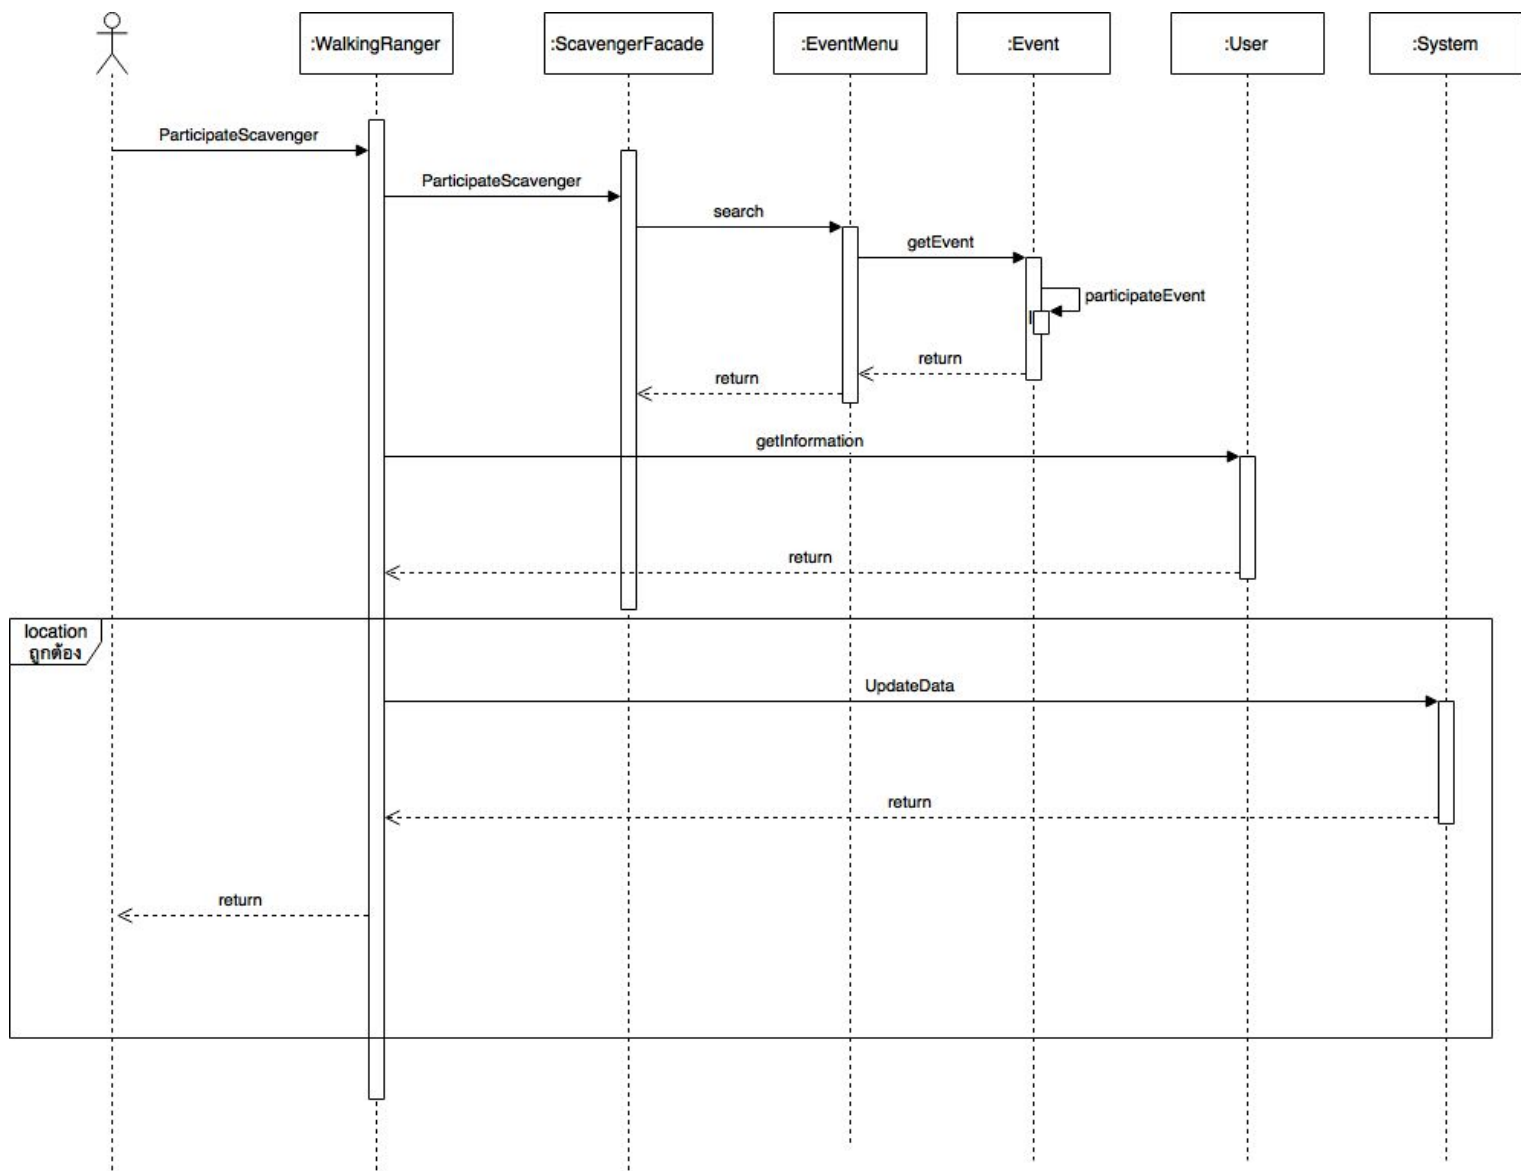 :WalkingRanger
:ScavengerFacade
:EventMenu
:Event
:User
:System
ParticipateScavenger
ParticipateScavenger
search
getEvent
participateEvent
return
return
getInformation
return
location
ถูกต้อง
UpdateData
return
return